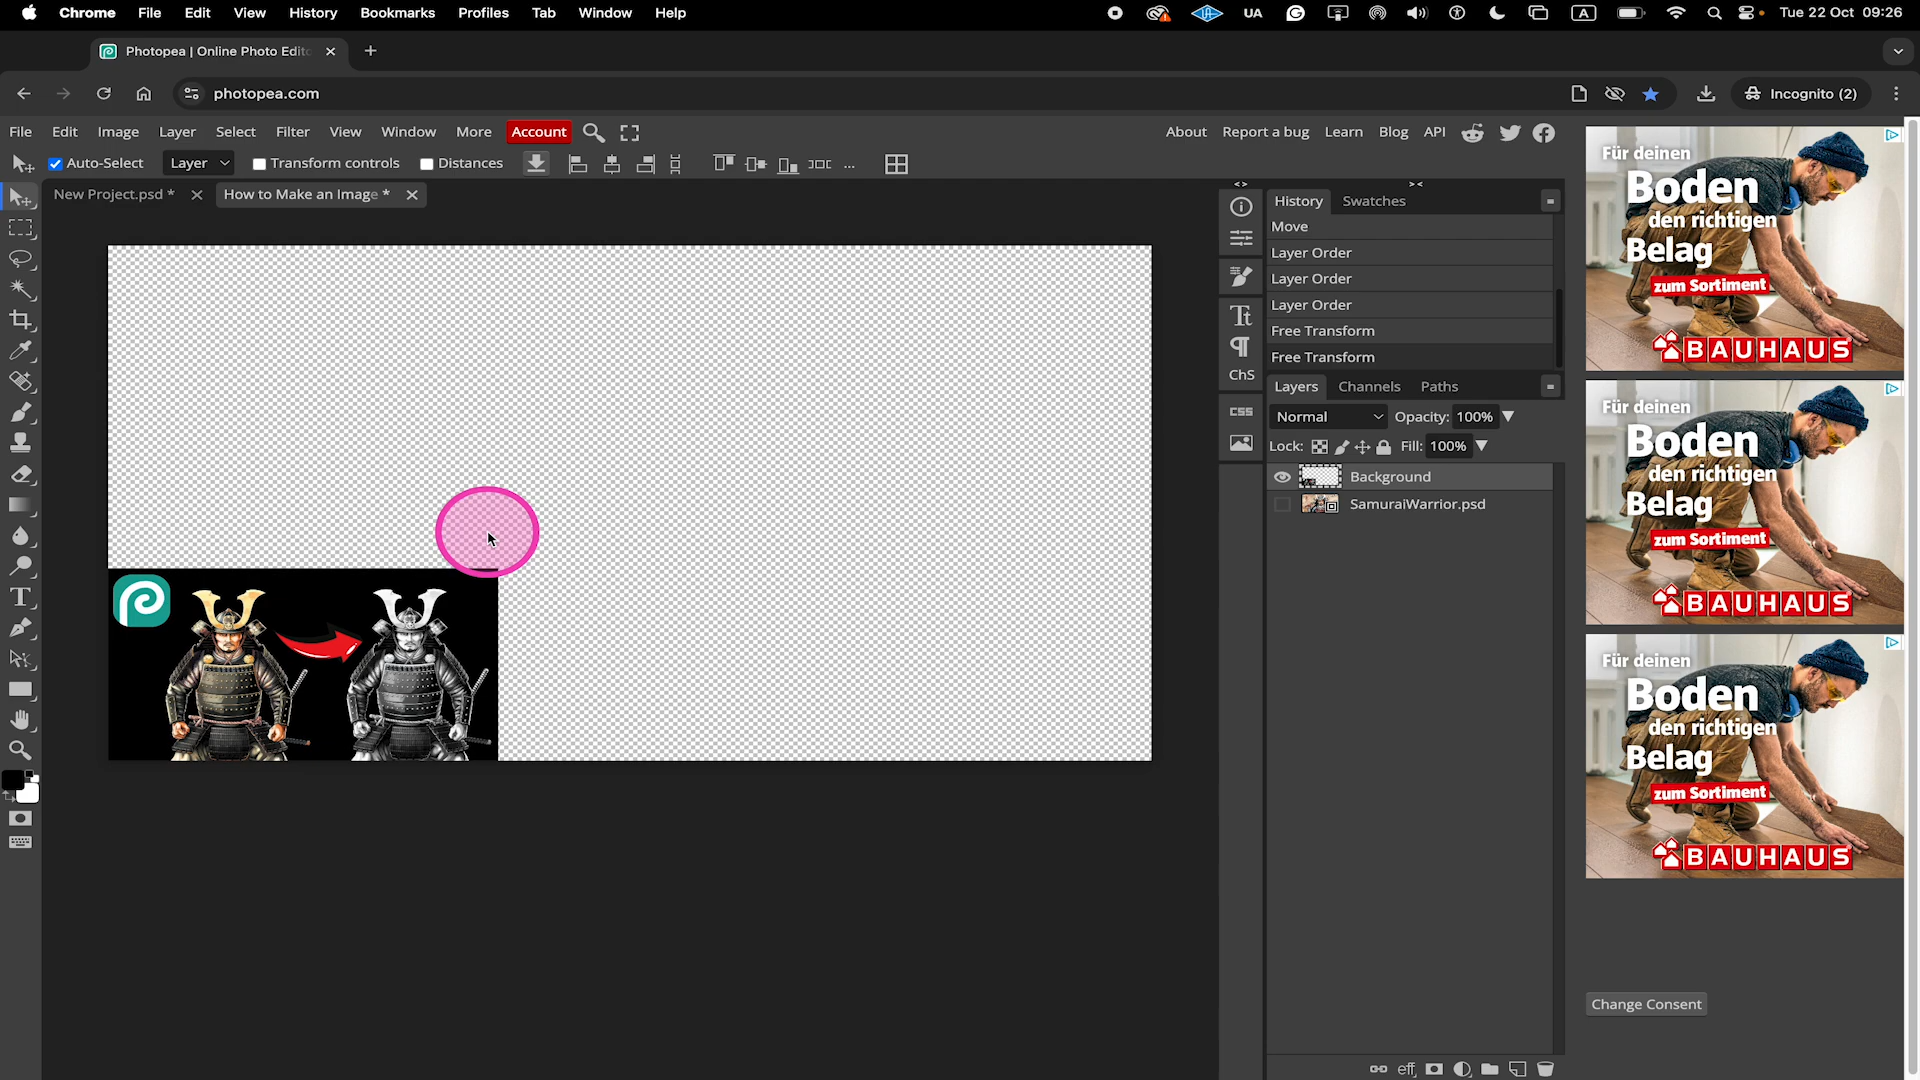 Chrome File Edit View History Bookmarks Profiles Tab Window Help UA A Tue 22 Oct 09:26
Photopea | Online Photo Edit
photopea.com Incognito (2)
File Edit Image Layer Select Filter View Window More Account About Report a bug Learn Blog API
Auto-Select Layer Transform controls Distances ...
New Project.psd * How to Make an Image *
History Swatches
Move
Layer Order
Layer Order
Layer Order
Free Transform
Free Transform
ChS
CSS
Layers Channels Paths
Normal Opacity: 100%
Lock: Fill: 100%
Background
SamuraiWarrior.psd
eff
Für deinen
Boden
den richtigen
Belag
zum Sortiment
BAUHAUS
Für deinen
Boden
den richtigen
Belag
zum Sortiment
BAUHAUS
Für deinen
Boden
den richtigen
Belag
zum Sortiment
BAUHAUS
Change Consent